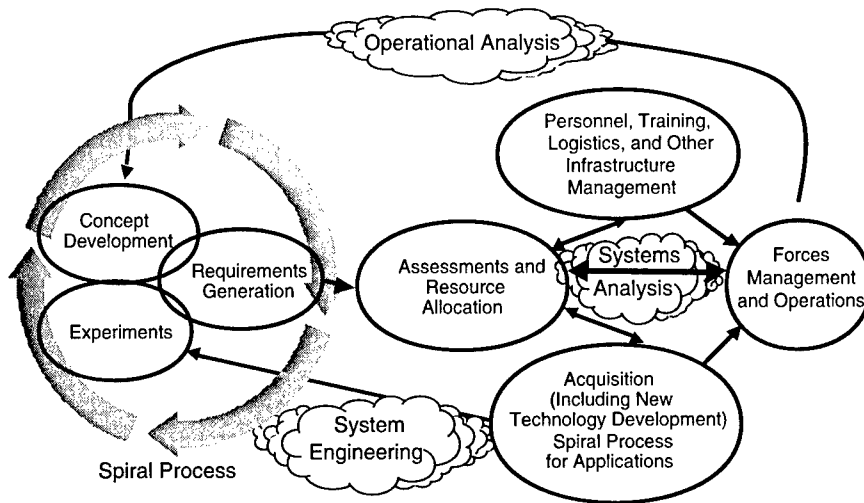 Operational Analysis
Personnel, Training,
Logistics, and Other
Infrastructure
Management
Concept
Development
Requirements
Generation
Experiments
Assessments and
Resource
Allocation
Systems
Analysis
Forces
Management
and Operations
Acquisition
(Including New
Technology Development)
Spiral Process
for Applications
System
Engineering
Spiral Process